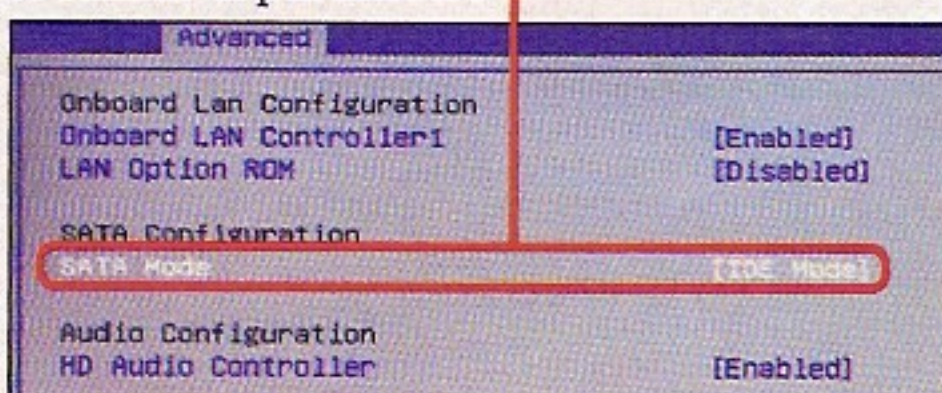 Advanced
Onboard Lan Configuration
Onboard LAN Controller1 [Enabled]
LAN Option ROM [Disabled]
SATA Configuration
SATA Mode [IDE Mode]
Audio Configuration
HD Audio Controller [Enabled]